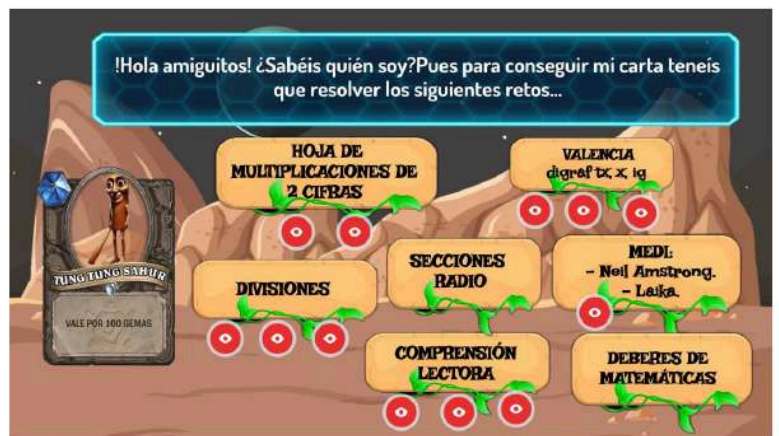 !Hola amiguitos! ¿Sabéis quién soy?Pues para conseguir mi carta teneís
que resolver los siguientes retos...
HOJA DE
MULTIPLICACIONES DE
2 CIFRAS
VALENCIA
digraf tx, x, ig
TUNG TUNG SAHUR
VALE POR 160 GEMAS
DIVISIONES
SECCIONES
RADIO
MEDI:
- Neil Amstrong.
- Laika.
COMPRENSIÓN
LECTORA
DEBERES DE
MATEMÁTICAS